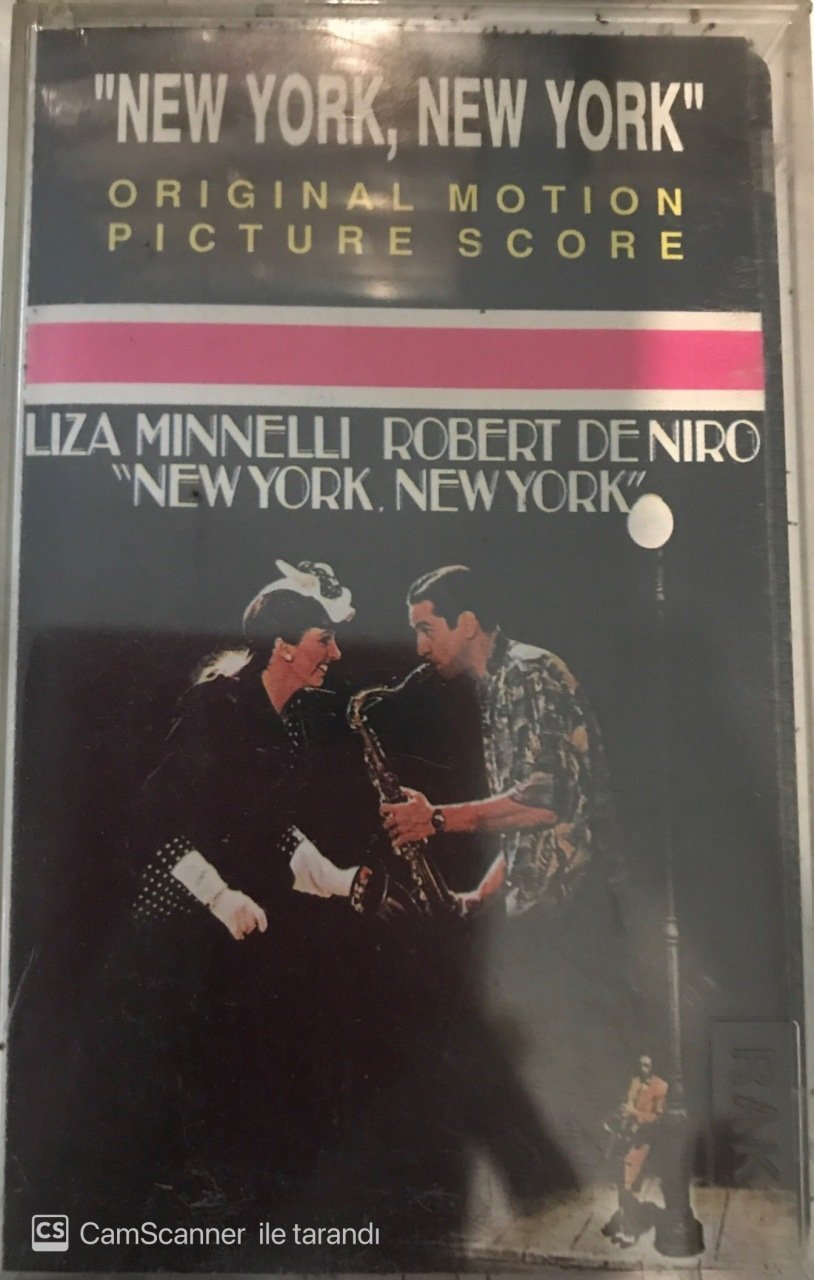 "NEW YORK, NEW YORK"
ORIGINAL MOTION
PICTURE SCORE
LIZA MINNELLI ROBERT DE NIRO
"NEW YORK, NEW YORK"
RAK
CS CamScanner ile tarandı